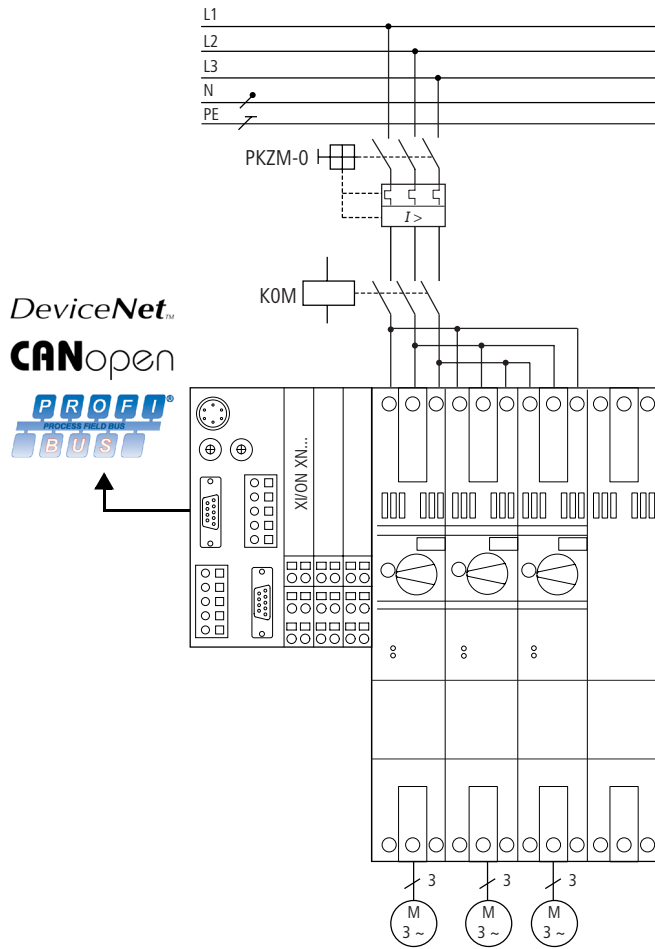 L1
L2
L3
N
PE
PKZM-0
I >
K0M
DeviceNet™
CANopen
PROFI®
PROCESS FIELD BUS
BUS
XI/ON XN...
3
3
3
M
3 ~
M
3 ~
M
3 ~